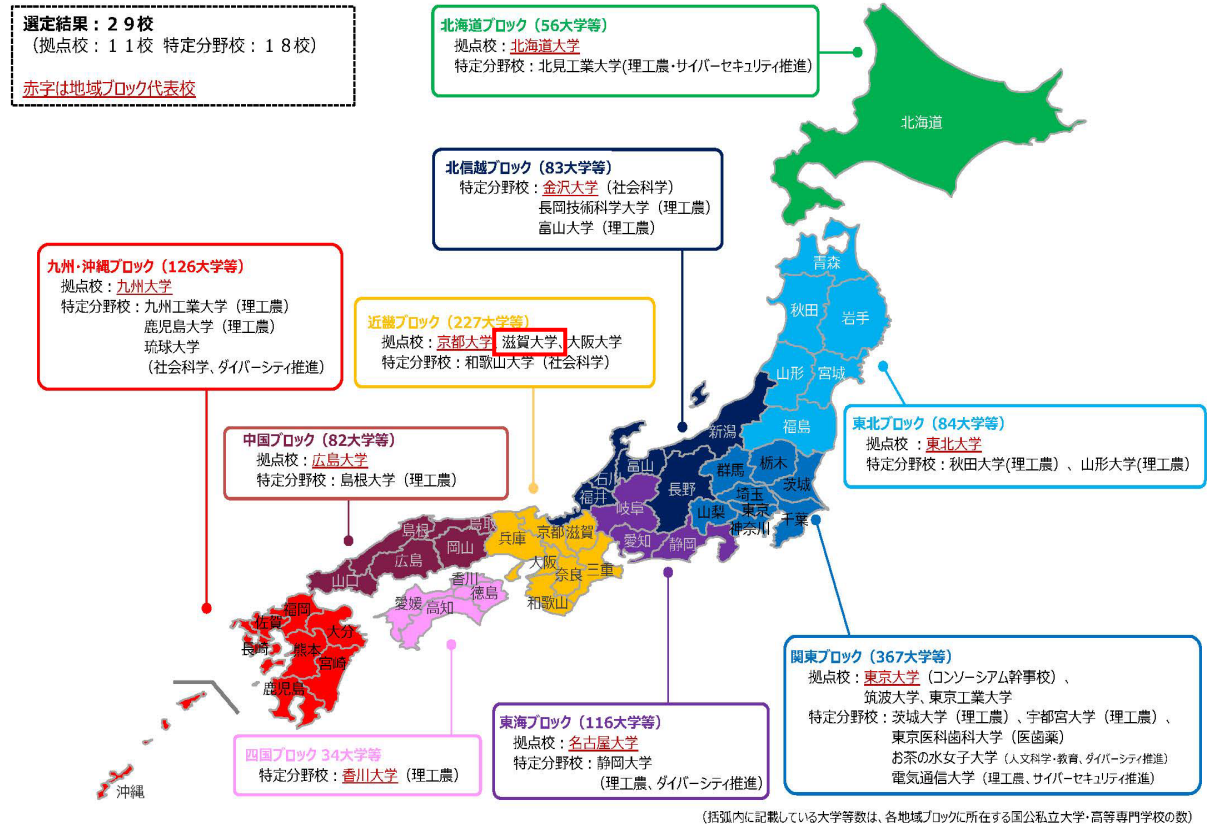 選定結果：２９校
（拠点校：１１校 特定分野校：１８校）
赤字は地域ブロック代表校
北海道ブロック（56大学等）
拠点校：北海道大学
特定分野校：北見工業大学(理工農・サイバーセキュリティ推進)
北信越ブロック（83大学等）
特定分野校：金沢大学（社会科学）
長岡技術科学大学（理工農）
富山大学（理工農）
九州・沖縄ブロック（126大学等）
拠点校：九州大学
特定分野校：九州工業大学（理工農）
鹿児島大学（理工農）
琉球大学
（社会科学、ダイバーシティ推進）
近畿ブロック（227大学等）
拠点校：京都大学、滋賀大学、大阪大学
特定分野校：和歌山大学（社会科学）
中国ブロック（82大学等）
拠点校：広島大学
特定分野校：島根大学（理工農）
東北ブロック（84大学等）
拠点校 ：東北大学
特定分野校：秋田大学(理工農）、山形大学(理工農）
関東ブロック（367大学等）
拠点校：東京大学（コンソーシアム幹事校）、
筑波大学、東京工業大学
特定分野校：茨城大学（理工農）、宇都宮大学（理工農）、
東京医科歯科大学（医歯薬）
お茶の水女子大学（人文科学・教育、ダイバーシティ推進）
電気通信大学（理工農、サイバーセキュリティ推進）
東海ブロック（116大学等）
拠点校：名古屋大学
特定分野校：静岡大学
（理工農、ダイバーシティ推進）
四国ブロック 34大学等）
特定分野校：香川大学（理工農）
北海道
青森
秋田
岩手
山形
宮城
福島
新潟
富山
石川
福井
長野
群馬
栃木
茨城
埼玉
東京
山梨
神奈川
千葉
岐阜
愛知
静岡
兵庫
京都
滋賀
大阪
奈良
三重
和歌山
鳥取
島根
岡山
広島
山口
香川
徳島
愛媛
高知
福岡
佐賀
大分
長崎
熊本
宮崎
鹿児島
沖縄
（括弧内に記載している大学等数は、各地域ブロックに所在する国公私立大学・高等専門学校の数）